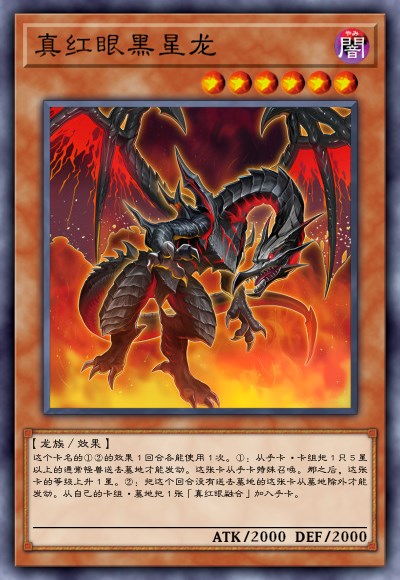 真红眼黑星龙
やみ
闇
【龙族/效果】
这个卡名的①②的效果1回合各能使用1次。①：从手卡·卡组把1只5星
以上的通常怪兽送去墓地才能发动。这张卡从手卡特殊召唤。那之后，这张
卡的等级上升1星。②：把这个回合没有送去墓地的这张卡从墓地除外才能
发动。从自己的卡组·墓地把1张「真红眼融合」加入手卡。
ATK/2000 DEF/2000